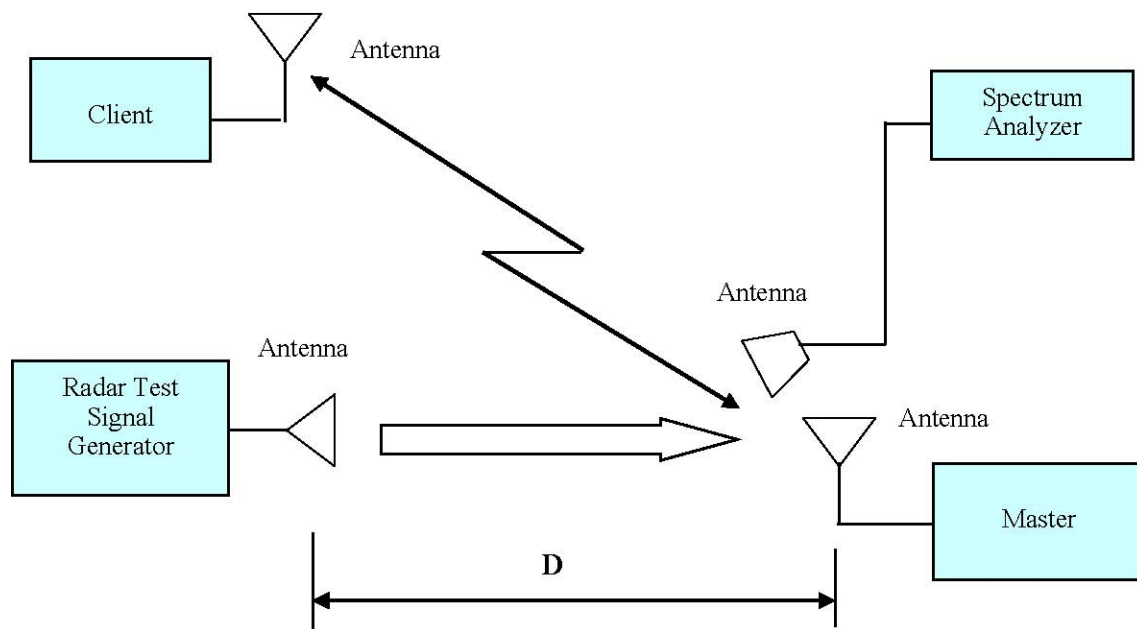 Antenna
Client
Spectrum
Analyzer
Antenna
Antenna
Radar Test
Signal
Generator
Antenna
Master
D